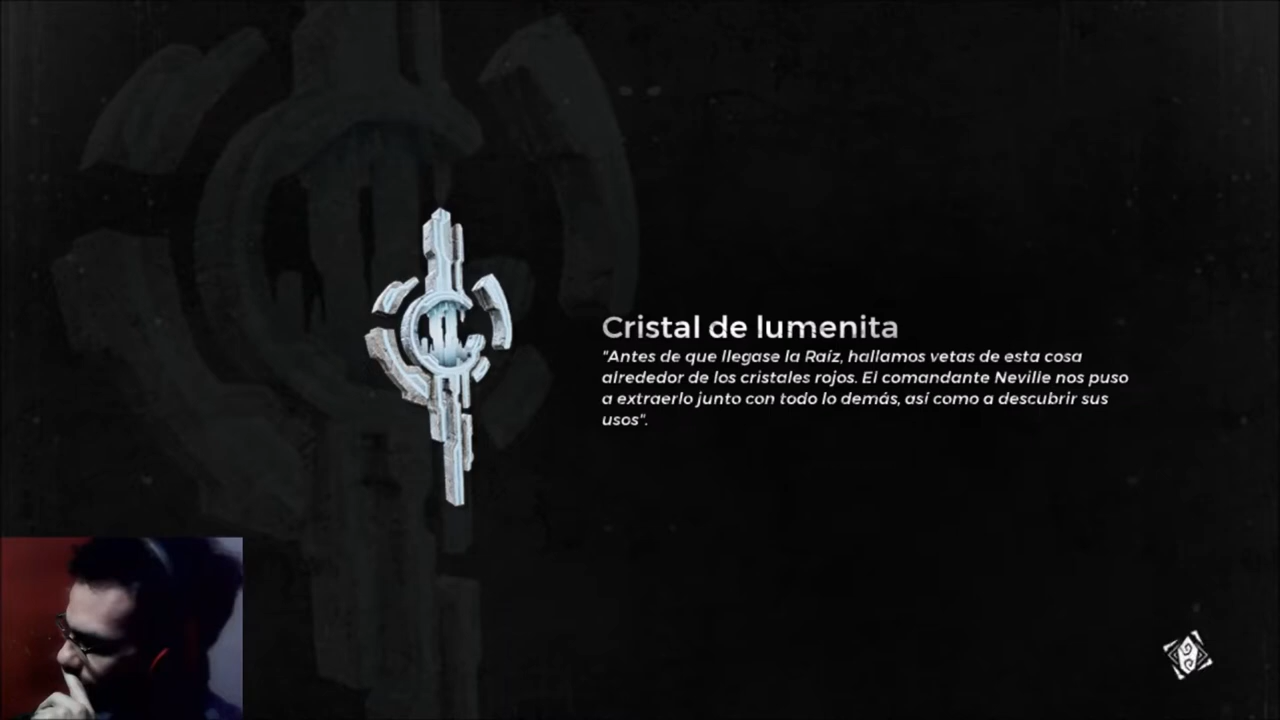 Cristal de lumenita
"Antes de que llegase la Raíz, hallamos vetas de esta cosa
alrededor de los cristales rojos. El comandante Neville nos puso
a extraerlo junto con todo lo demás, así como a descubrir sus
usos".